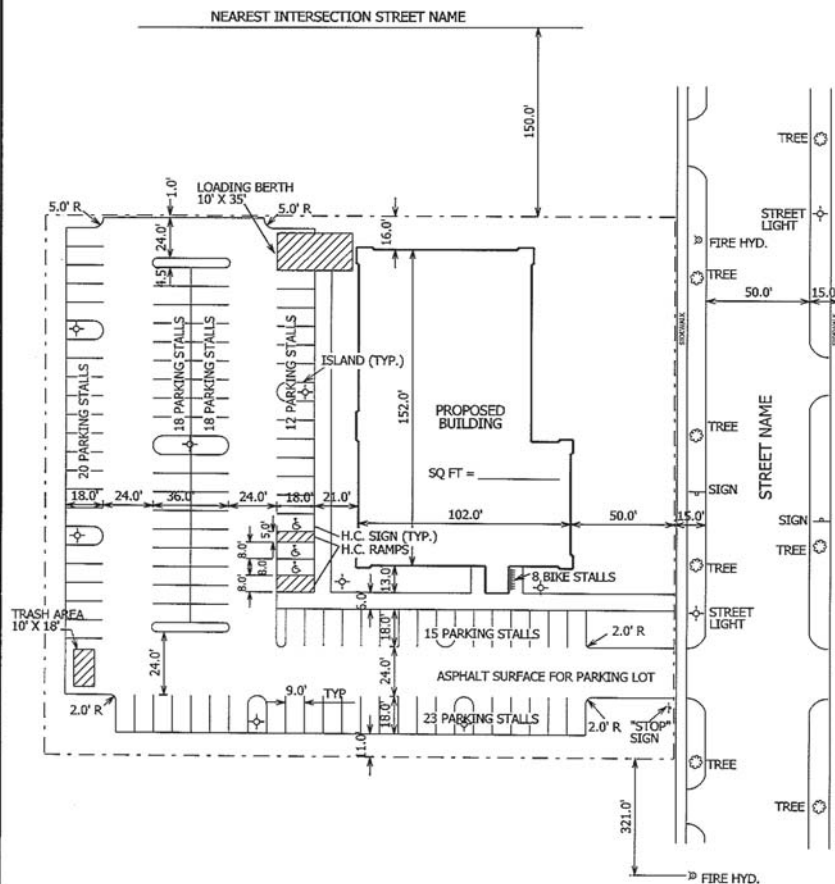 NEAREST INTERSECTION STREET NAME
150.0'
TREE
LOADING BERTH
10' X 35'
1.0'
5.0' R
5.0' R
24.0'
16.0'
STREET
LIGHT
FIRE HYD.
4.5'
TREE
50.0'
15.0'
SIDEWALK
18 PARKING STALLS
18 PARKING STALLS
12 PARKING STALLS
20 PARKING STALLS
ISLAND (TYP.)
152.0'
PROPOSED
BUILDING
SQ FT =
TREE
STREET NAME
SIGN
18.0'
24.0'
36.0'
24.0'
18.0'
21.0'
102.0'
50.0'
15.0'
SIGN
5.0'
H.C. SIGN (TYP.)
H.C. RAMPS
8.0'
8.0'
8.0'
TREE
TREE
13.0'
8 BIKE STALLS
TRASH AREA
10' X 18'
STREET
LIGHT
18.0'
15 PARKING STALLS
2.0' R
24.0'
24.0'
ASPHALT SURFACE FOR PARKING LOT
2.0' R
9.0'
TYP
18.0'
23 PARKING STALLS
2.0' R
"STOP"
SIGN
11.0'
TREE
321.0'
TREE
FIRE HYD.